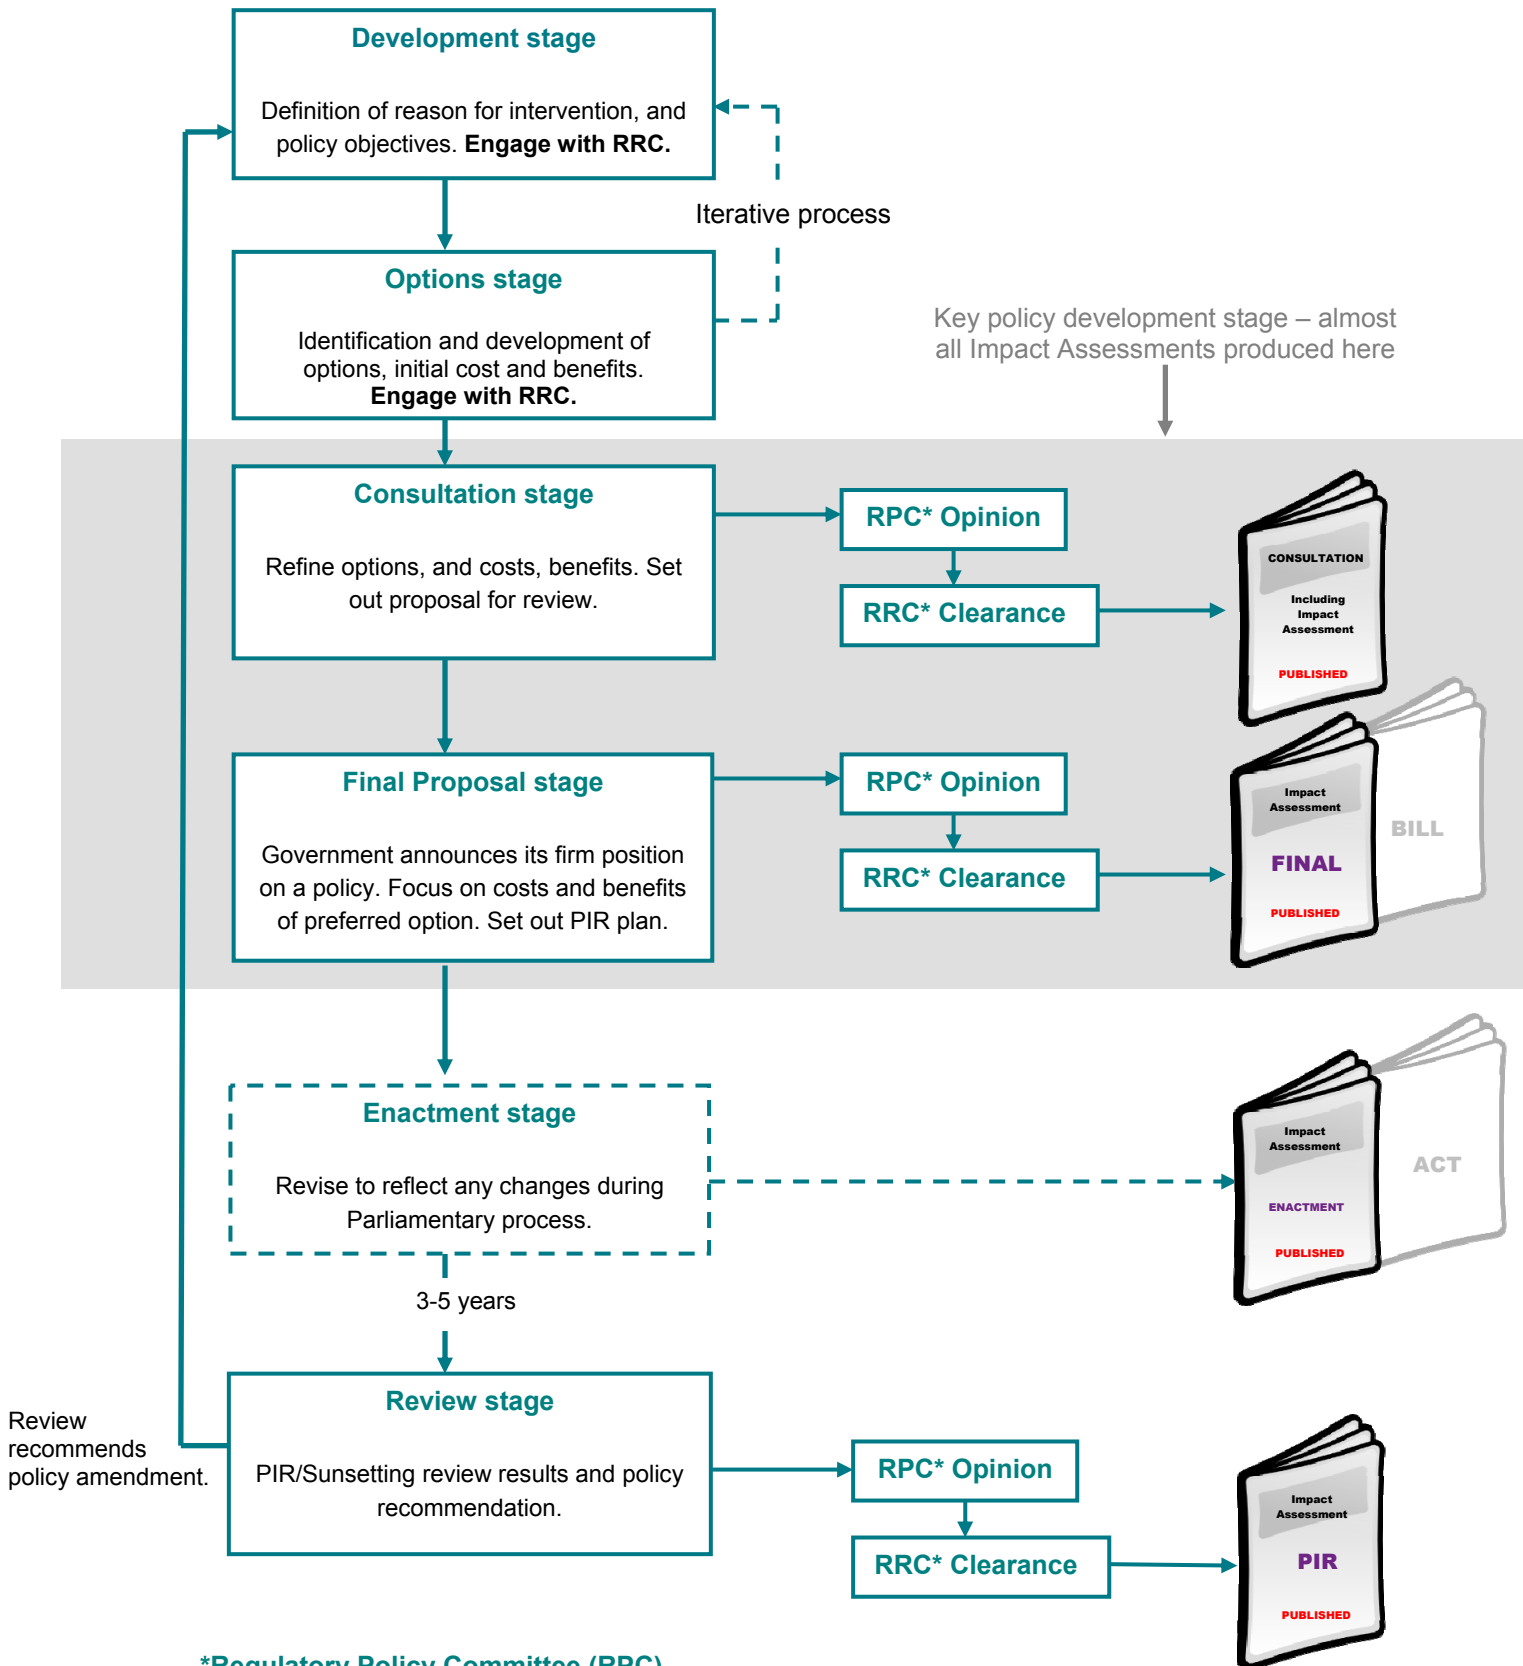 Development stage
Definition of reason for intervention, and
policy objectives. Engage with RRC.
Iterative process
Options stage
Identification and development of
options, initial cost and benefits.
Engage with RRC.
Key policy development stage – almost
all Impact Assessments produced here
Consultation stage
Refine options, and costs, benefits. Set
out proposal for review.
RPC* Opinion
RRC* Clearance
CONSULTATION
Including
Impact
Assessment
PUBLISHED
Final Proposal stage
Government announces its firm position
on a policy. Focus on costs and benefits
of preferred option. Set out PIR plan.
RPC* Opinion
RRC* Clearance
Impact
Assessment
FINAL
PUBLISHED
BILL
Enactment stage
Revise to reflect any changes during
Parliamentary process.
Impact
Assessment
ENACTMENT
PUBLISHED
ACT
3-5 years
Review stage
PIR/Sunsetting review results and policy
recommendation.
Review
recommends
policy amendment.
RPC* Opinion
RRC* Clearance
Impact
Assessment
PIR
PUBLISHED
*Regulatory Policy Committee (RPC)